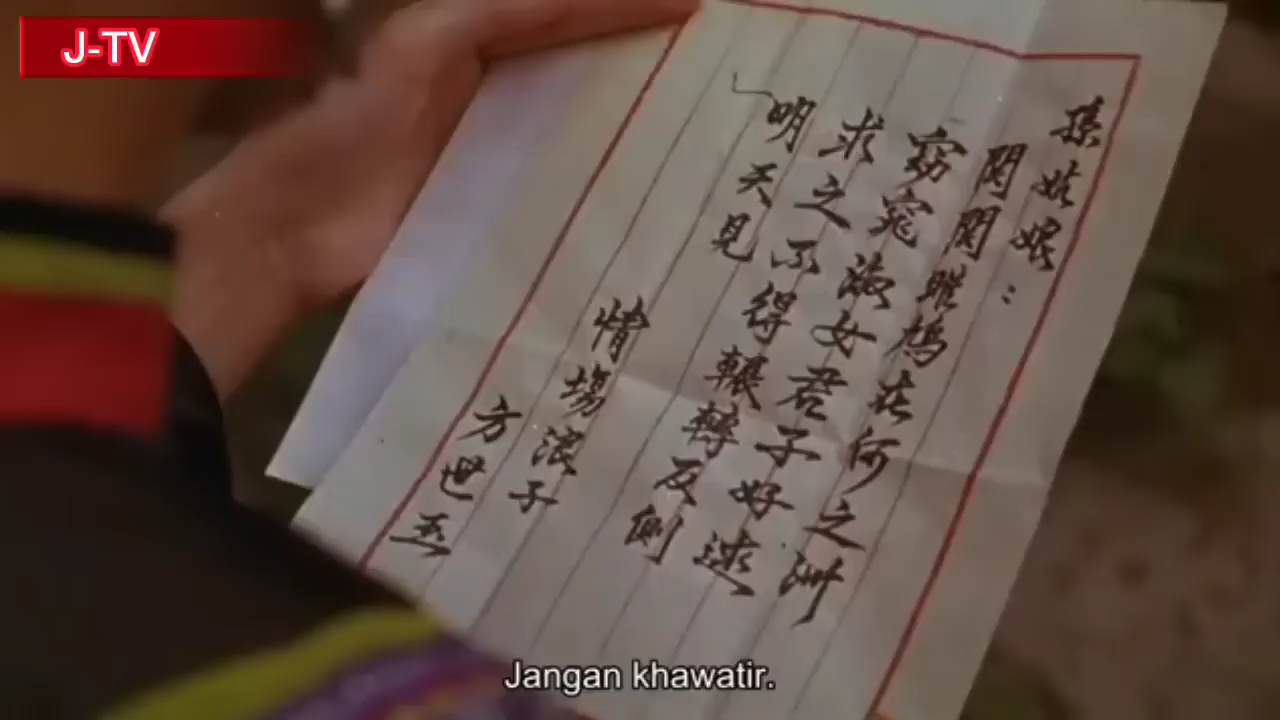 J-TV
孫姑娘：
関関雎鳩在河之洲
窈窕淑女君子好逑
求之不得輾轉反側
明天見
情場浪子
方世玉
Jangan khawatir.